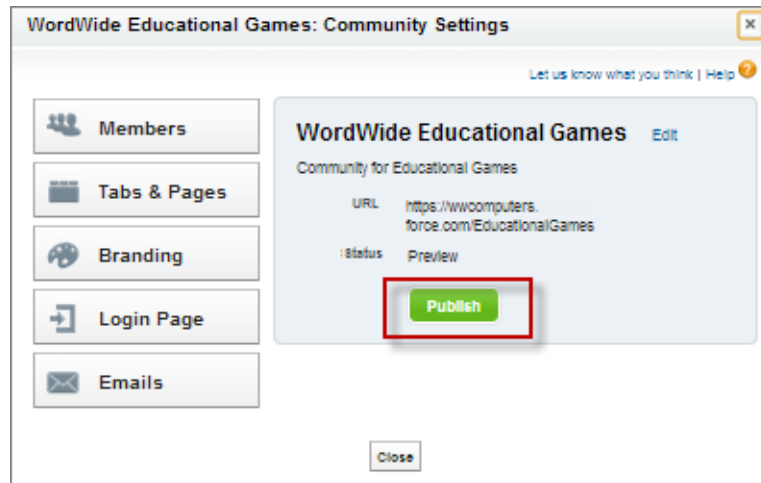 WordWide Educational Games: Community Settings
Let us know what you think | Help
Members
Tabs & Pages
Branding
Login Page
Emails
WordWide Educational Games Edit
Community for Educational Games
URL https://wwcomputers.
force.com/EducationalGames
Status Preview
Publish
Close